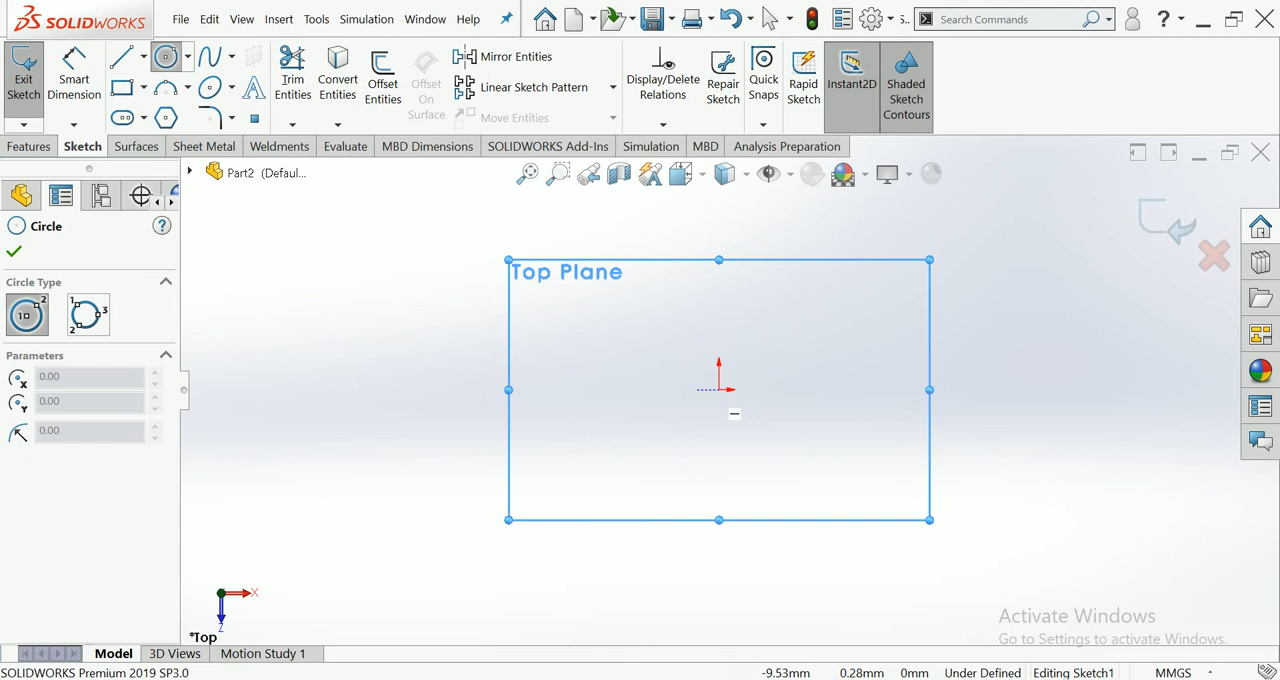 SOLIDWORKS File Edit View Insert Tools Simulation Window Help S.. Search Commands ?
Exit Sketch
Smart Dimension
Trim Entities
Convert Entities
Offset Entities
Offset On Surface
Mirror Entities
Linear Sketch Pattern
Move Entities
Display/Delete Relations
Repair Sketch
Quick Snaps
Rapid Sketch
Instant2D
Shaded Sketch Contours
Features Sketch Surfaces Sheet Metal Weldments Evaluate MBD Dimensions SOLIDWORKS Add-Ins Simulation MBD Analysis Preparation
Part2 (Defaul...
Circle ?
Circle Type
1 2 1 2 3
Parameters
X 0.00
Y 0.00
0.00
Top Plane
X
Z
*Top
Activate Windows
Go to Settings to activate Windows.
Model 3D Views Motion Study 1
SOLIDWORKS Premium 2019 SP3.0 -9.53mm 0.28mm 0mm Under Defined Editing Sketch1 MMGS